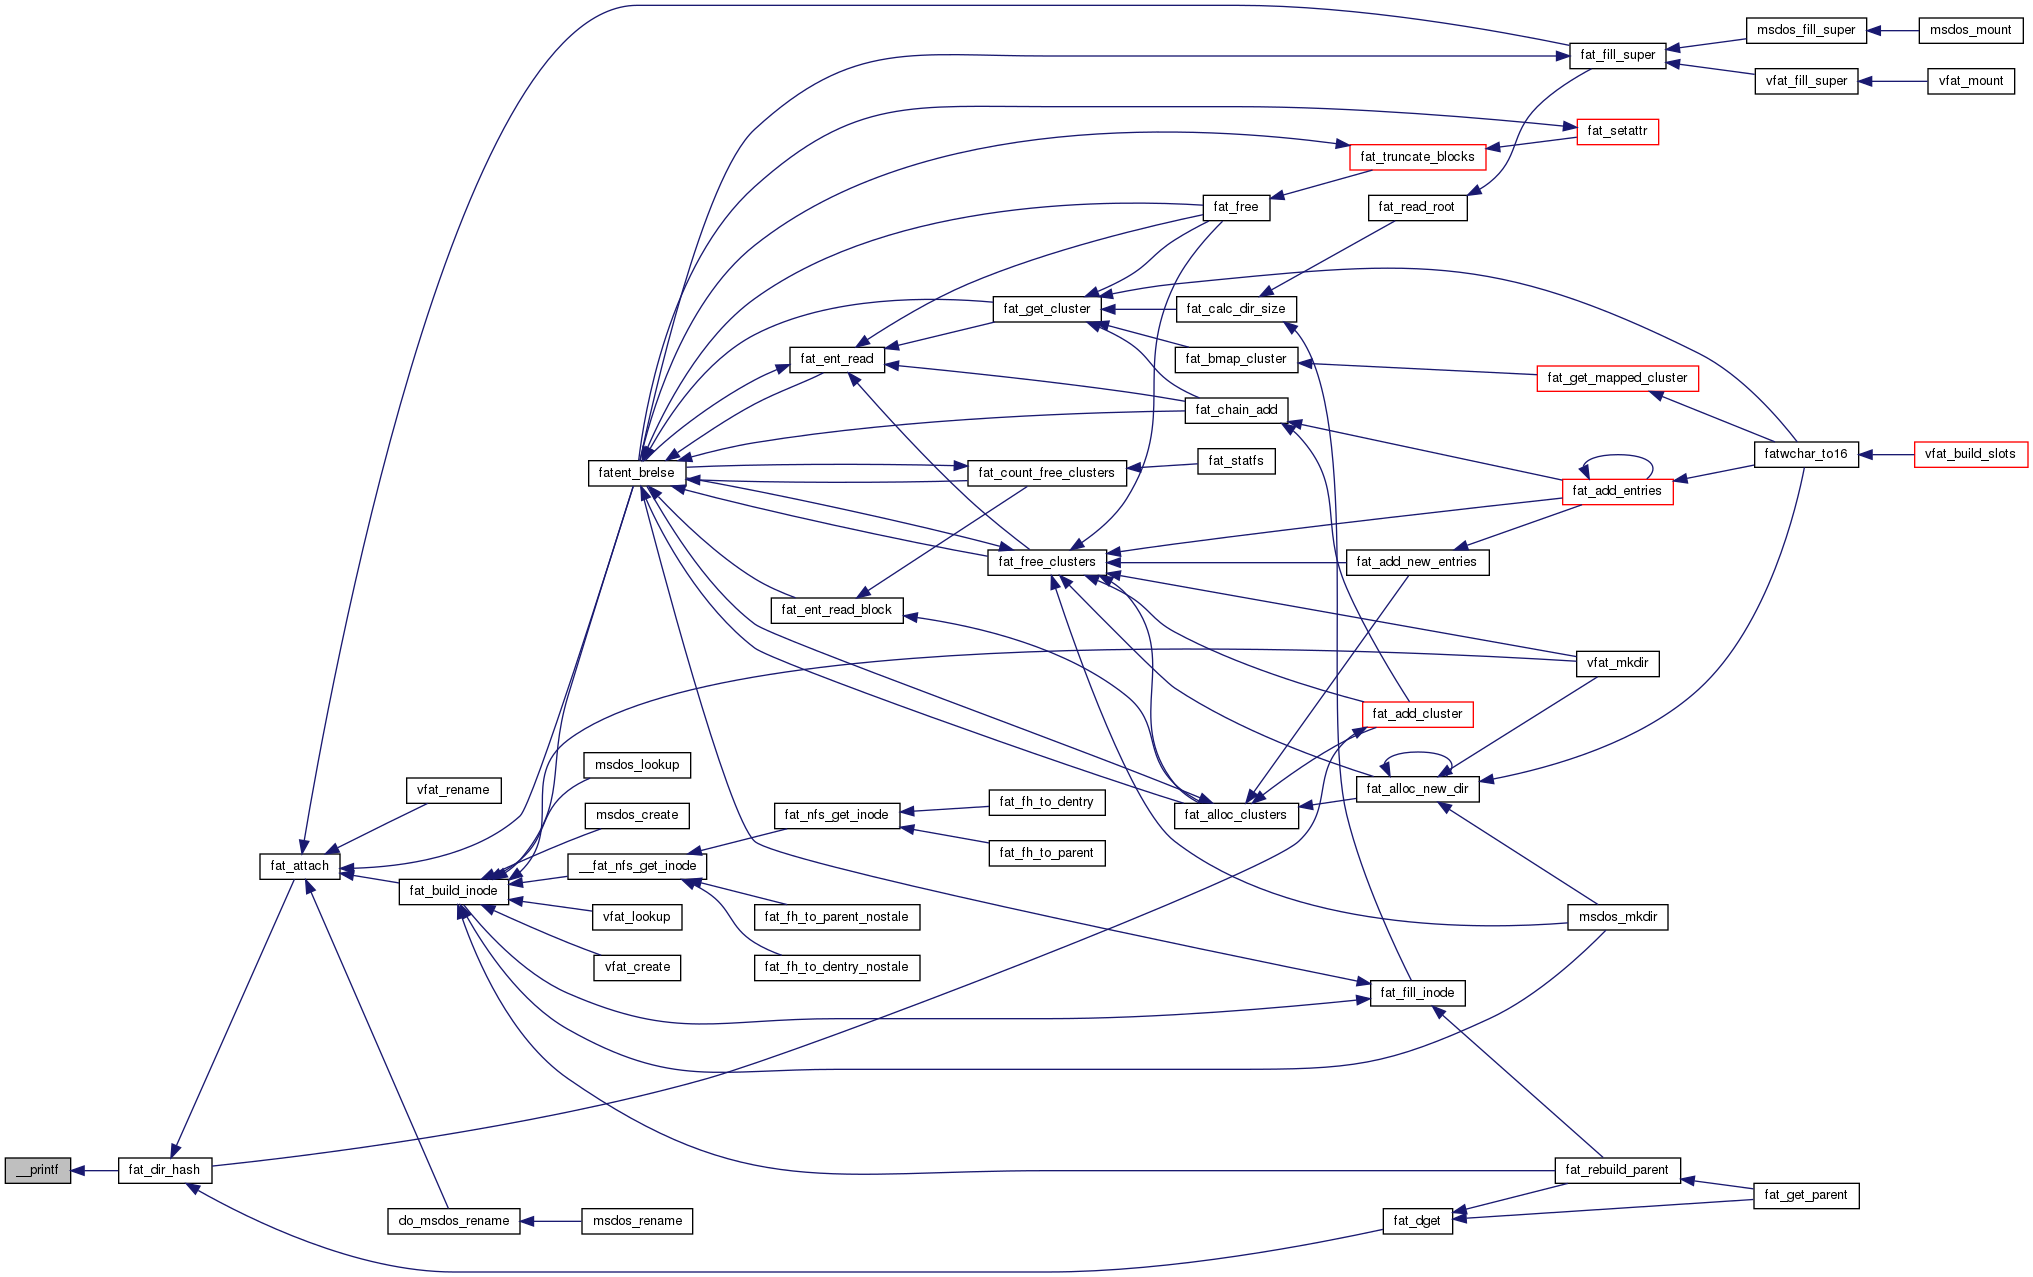 msdos_fill_super
msdos_mount
fat_fill_super
vfat_fill_super
vfat_mount
fat_setattr
fat_truncate_blocks
fat_free
fat_read_root
fat_get_cluster
fat_calc_dir_size
fat_ent_read
fat_bmap_cluster
fat_get_mapped_cluster
fat_chain_add
fatwchar_to16
vfat_build_slots
fatent_brelse
fat_count_free_clusters
fat_statfs
fat_add_entries
fat_free_clusters
fat_add_new_entries
fat_ent_read_block
vfat_mkdir
fat_add_cluster
msdos_lookup
vfat_rename
fat_alloc_new_dir
fat_fh_to_dentry
msdos_create
fat_nfs_get_inode
fat_alloc_clusters
fat_fh_to_parent
fat_attach
__fat_nfs_get_inode
fat_build_inode
vfat_lookup
fat_fh_to_parent_nostale
msdos_mkdir
vfat_create
fat_fh_to_dentry_nostale
fat_fill_inode
__printf
fat_dir_hash
fat_rebuild_parent
fat_get_parent
do_msdos_rename
msdos_rename
fat_dget